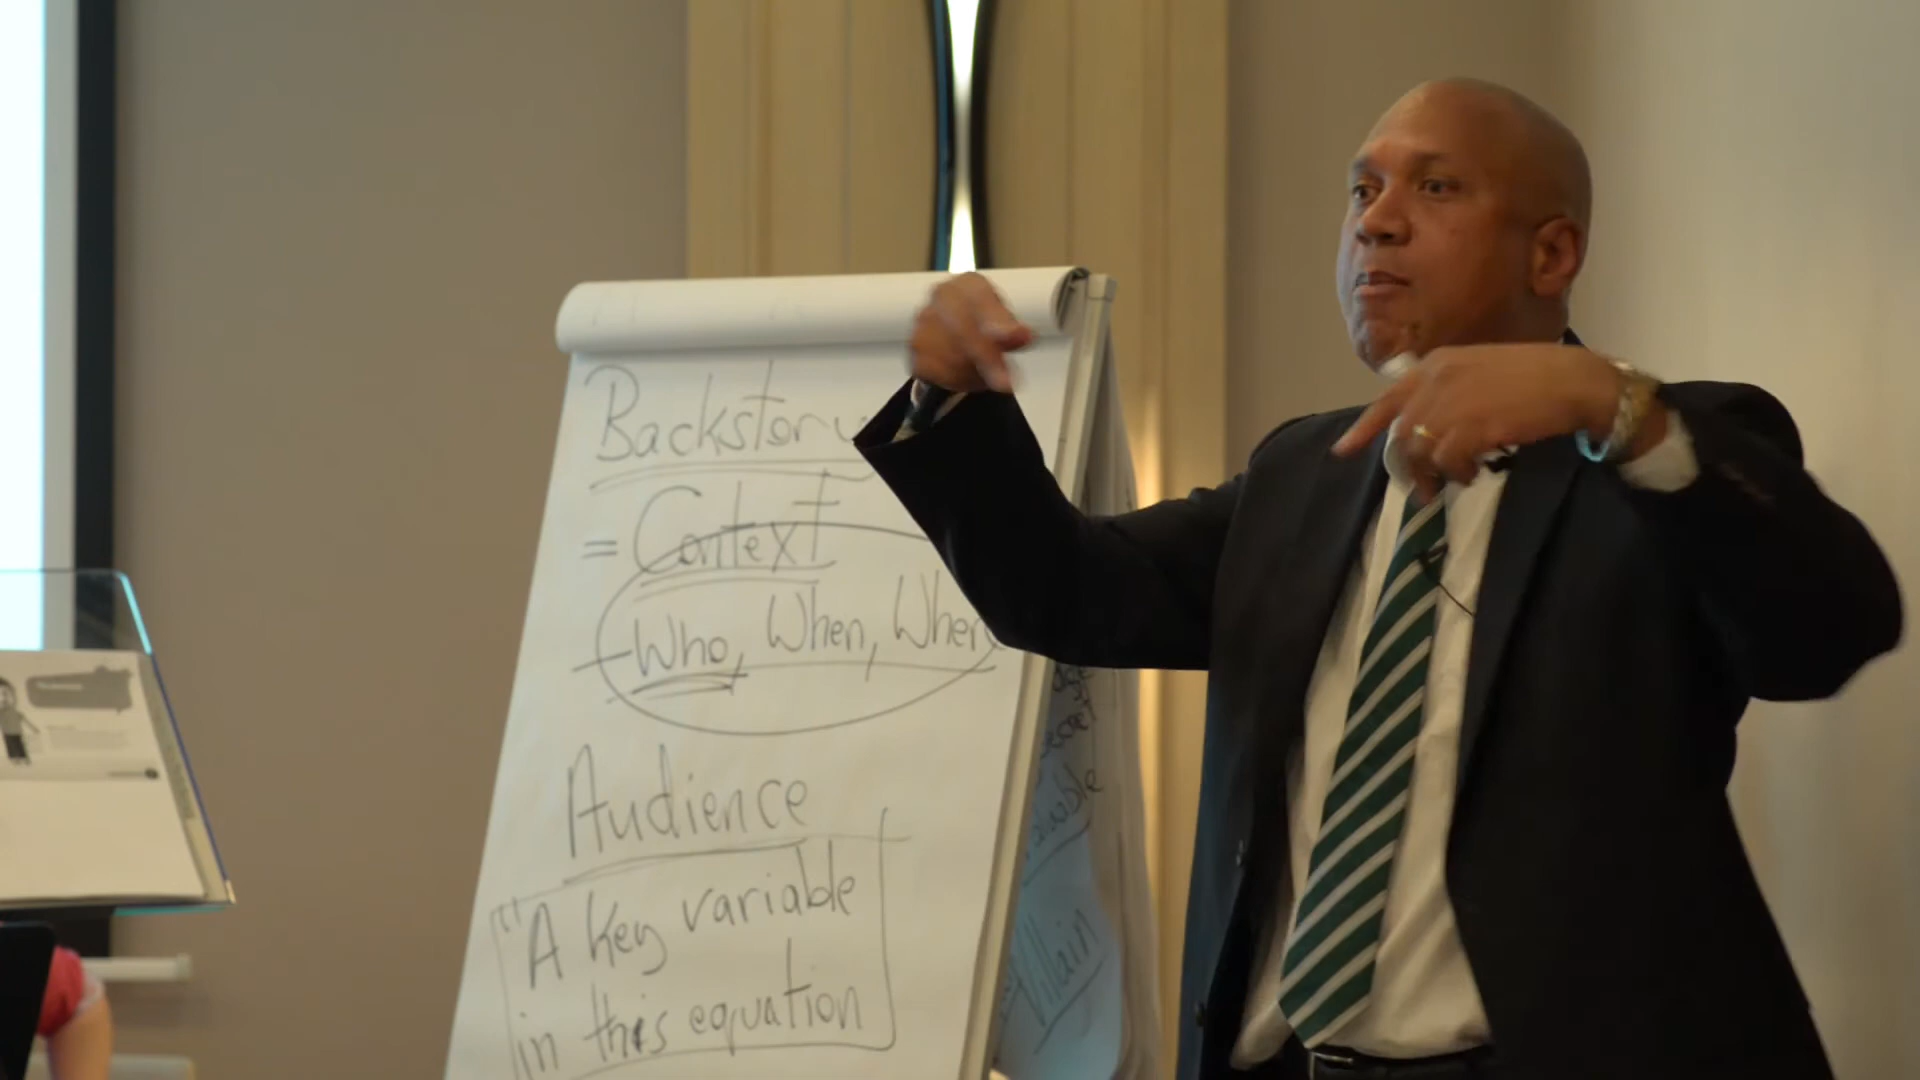 Backstory
= Context
Who, When, Where
Audience
"A key variable
in this equation
Villain